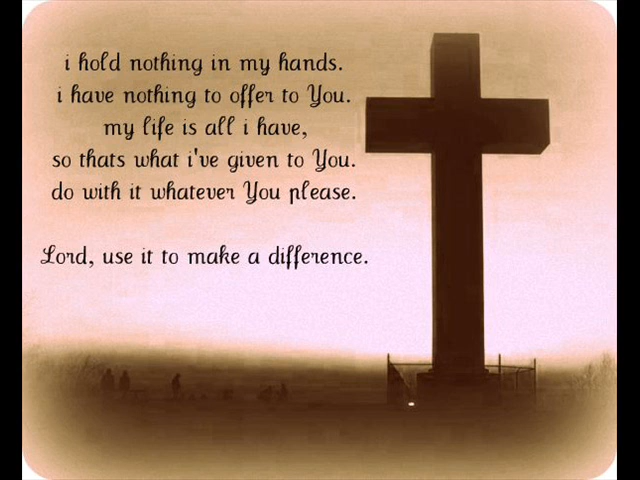 i hold nothing in my hands.
i have nothing to offer to You.
my life is all i have,
so thats what i've given to You.
do with it whatever You please.
Lord, use it to make a difference.